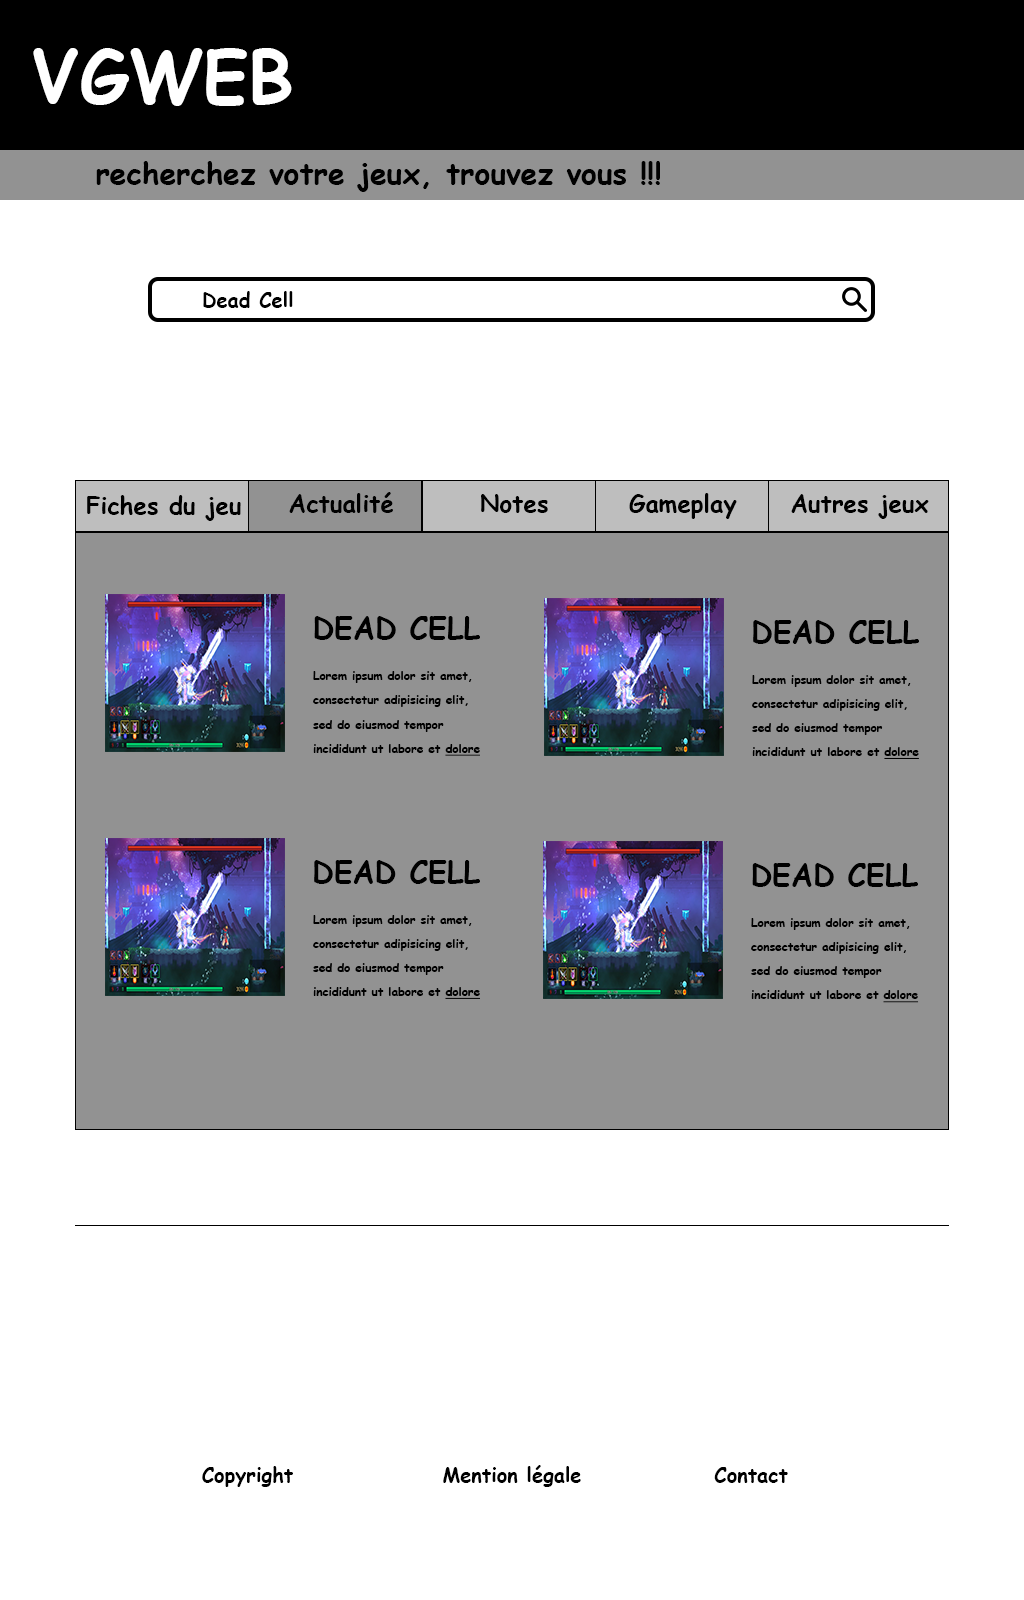 VGWEB
recherchez votre jeux, trouvez vous !!!
Dead Cell
Fiches du jeu
Actualité
Notes
Gameplay
Autres jeux
DEAD CELL
Lorem ipsum dolor sit amet,
consectetur adipisicing elit,
sed do eiusmod tempor
incididunt ut labore et dolore
DEAD CELL
Lorem ipsum dolor sit amet,
consectetur adipisicing elit,
sed do eiusmod tempor
incididunt ut labore et dolore
DEAD CELL
Lorem ipsum dolor sit amet,
consectetur adipisicing elit,
sed do eiusmod tempor
incididunt ut labore et dolore
DEAD CELL
Lorem ipsum dolor sit amet,
consectetur adipisicing elit,
sed do eiusmod tempor
incididunt ut labore et dolore
Copyright
Mention légale
Contact